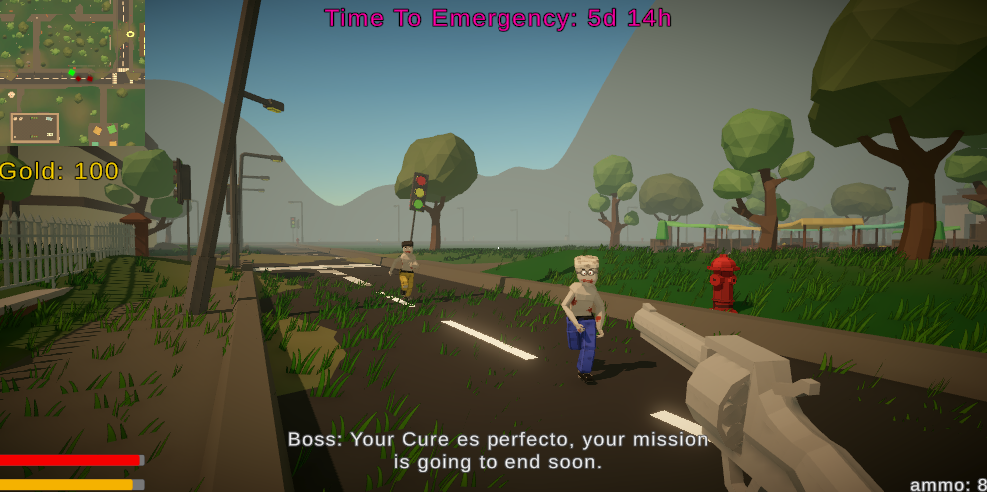 Time To Emergency: 5d 14h
Gold: 100
Boss: Your Cure es perfecto, your mission
is going to end soon.
ammo: 8